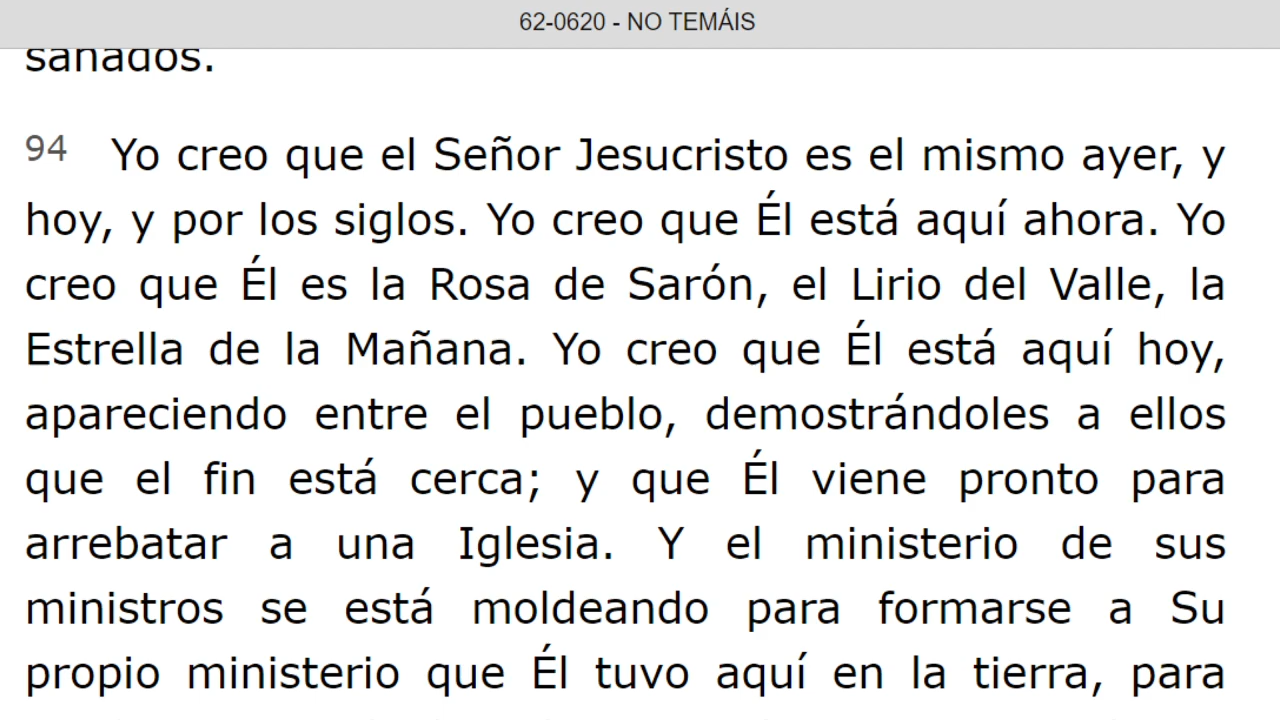 62-0620 - NO TEMÁIS
sanados.
94 Yo creo que el Señor Jesucristo es el mismo ayer, y
hoy, y por los siglos. Yo creo que Él está aquí ahora. Yo
creo que Él es la Rosa de Sarón, el Lirio del Valle, la
Estrella de la Mañana. Yo creo que Él está aquí hoy,
apareciendo entre el pueblo, demostrándoles a ellos
que el fin está cerca; y que Él viene pronto para
arrebatar a una Iglesia. Y el ministerio de sus
ministros se está moldeando para formarse a Su
propio ministerio que Él tuvo aquí en la tierra, para